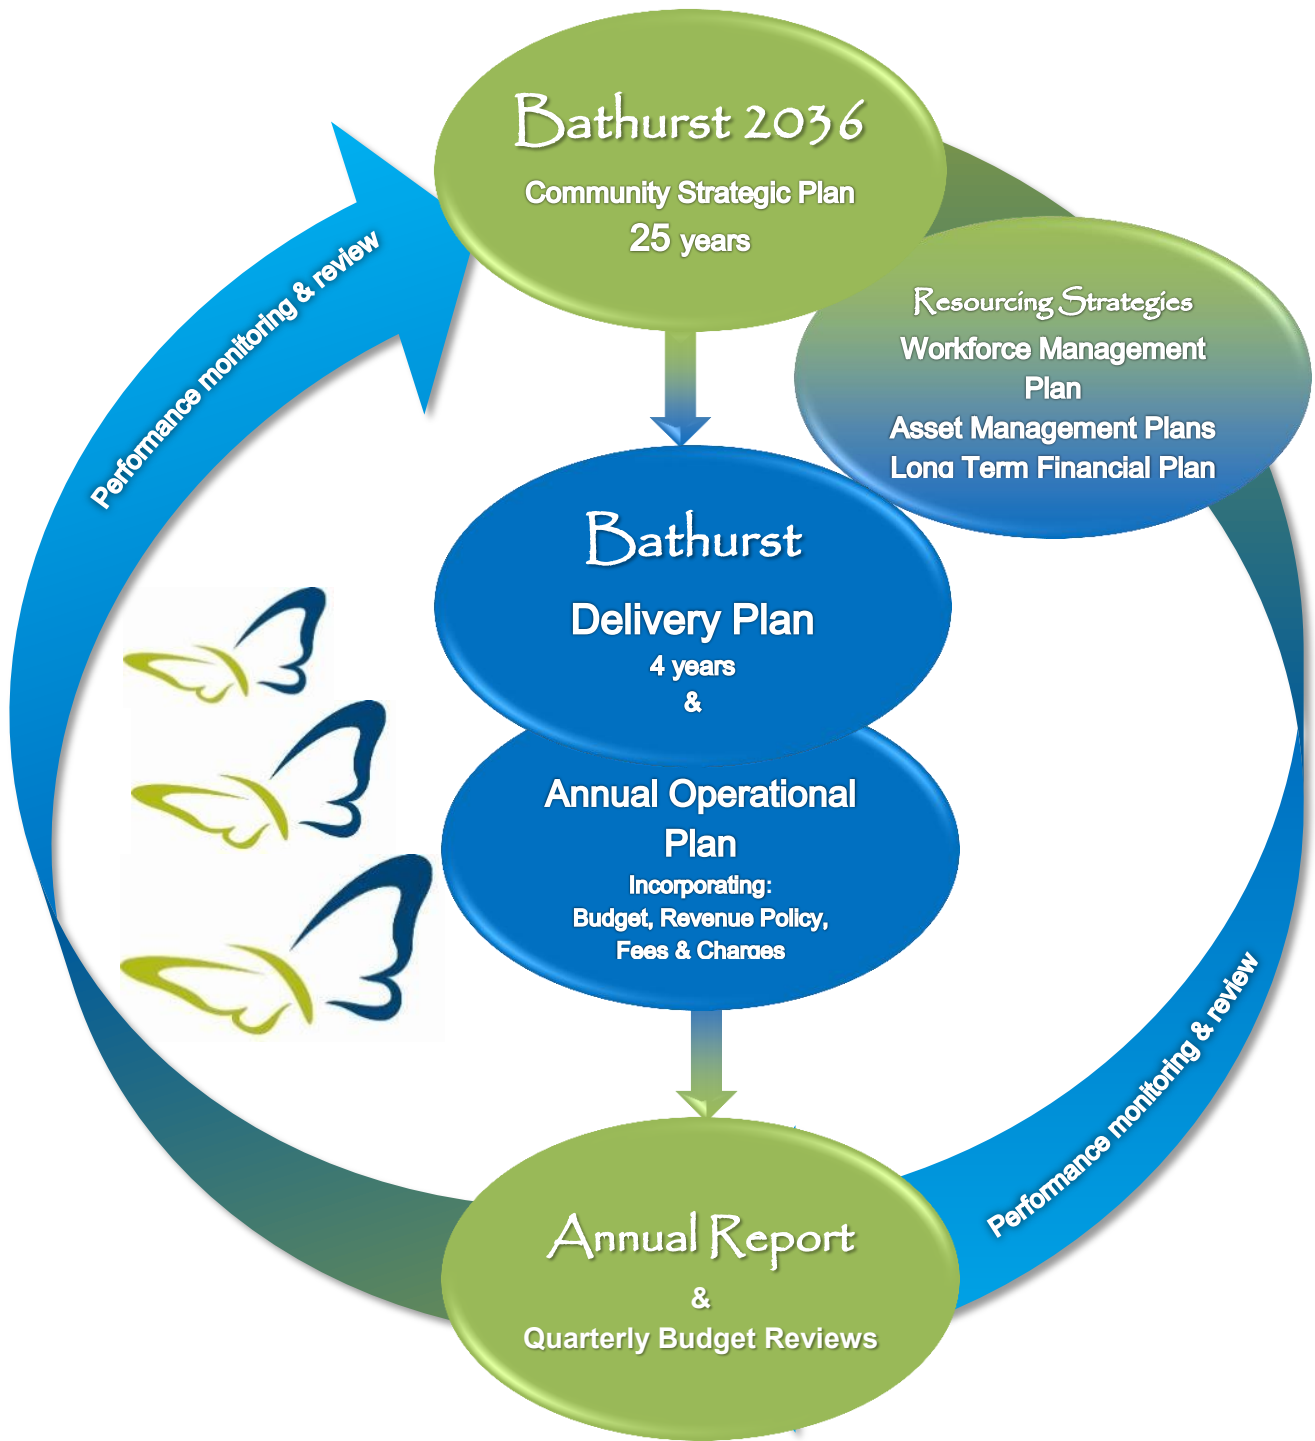 Bathurst 2036
Community Strategic Plan
25 years
Performance monitoring & review
Resourcing Strategies
Workforce Management
Plan
Asset Management Plans
Long Term Financial Plan
Bathurst
Delivery Plan
4 years
&
Annual Operational
Plan
Incorporating:
Budget, Revenue Policy,
Fees & Charges
Performance monitoring & review
Annual Report
&
Quarterly Budget Reviews